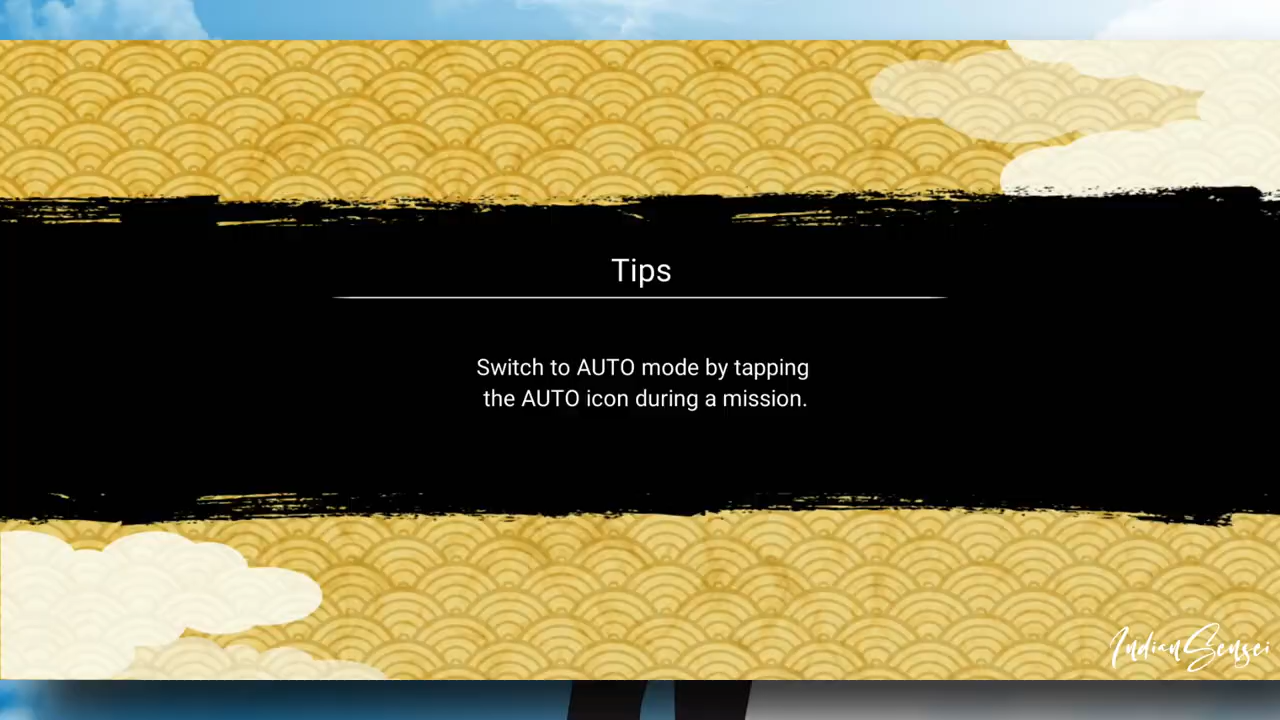 Tips
Switch to AUTO mode by tapping
the AUTO icon during a mission.
IndianSensei